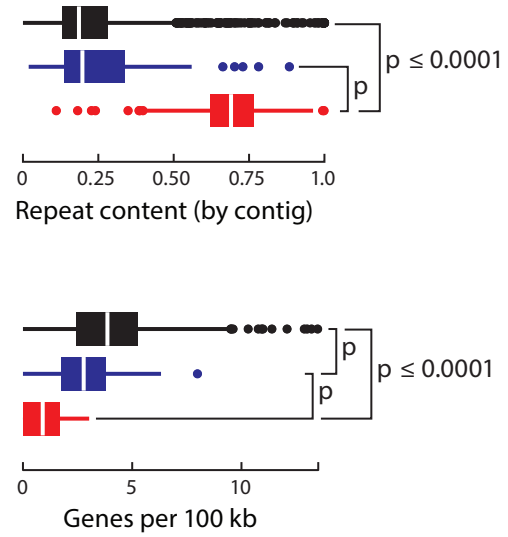 p ≤ 0.0001
p
0 0.25 0.50 0.75 1.0
Repeat content (by contig)
p
p ≤ 0.0001
p
0 5 10
Genes per 100 kb